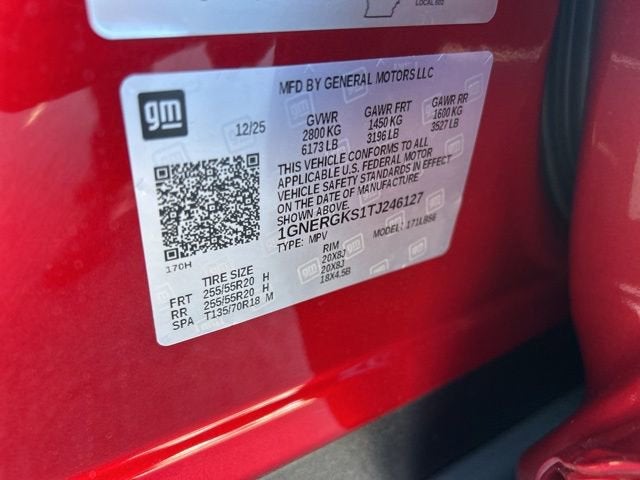 LOCAL 602
gm
MFD BY GENERAL MOTORS LLC
12/25
GVWR GAWR FRT GAWR RR
2800 KG 1450 KG 1600 KG
6173 LB 3196 LB 3527 LB
THIS VEHICLE CONFORMS TO ALL
APPLICABLE U.S. FEDERAL MOTOR
VEHICLE SAFETY STANDARDS IN EFFECT
ON THE DATE OF MANUFACTURE
SHOWN.
1GNERGKS1TJ246127
TYPE: MPV MODEL: 171LB56
170H
TIRE SIZE RIM
FRT 255/55R20 H 20X8J
RR 255/55R20 H 20X8J
SPA T135/70R18 M 18X4.5B